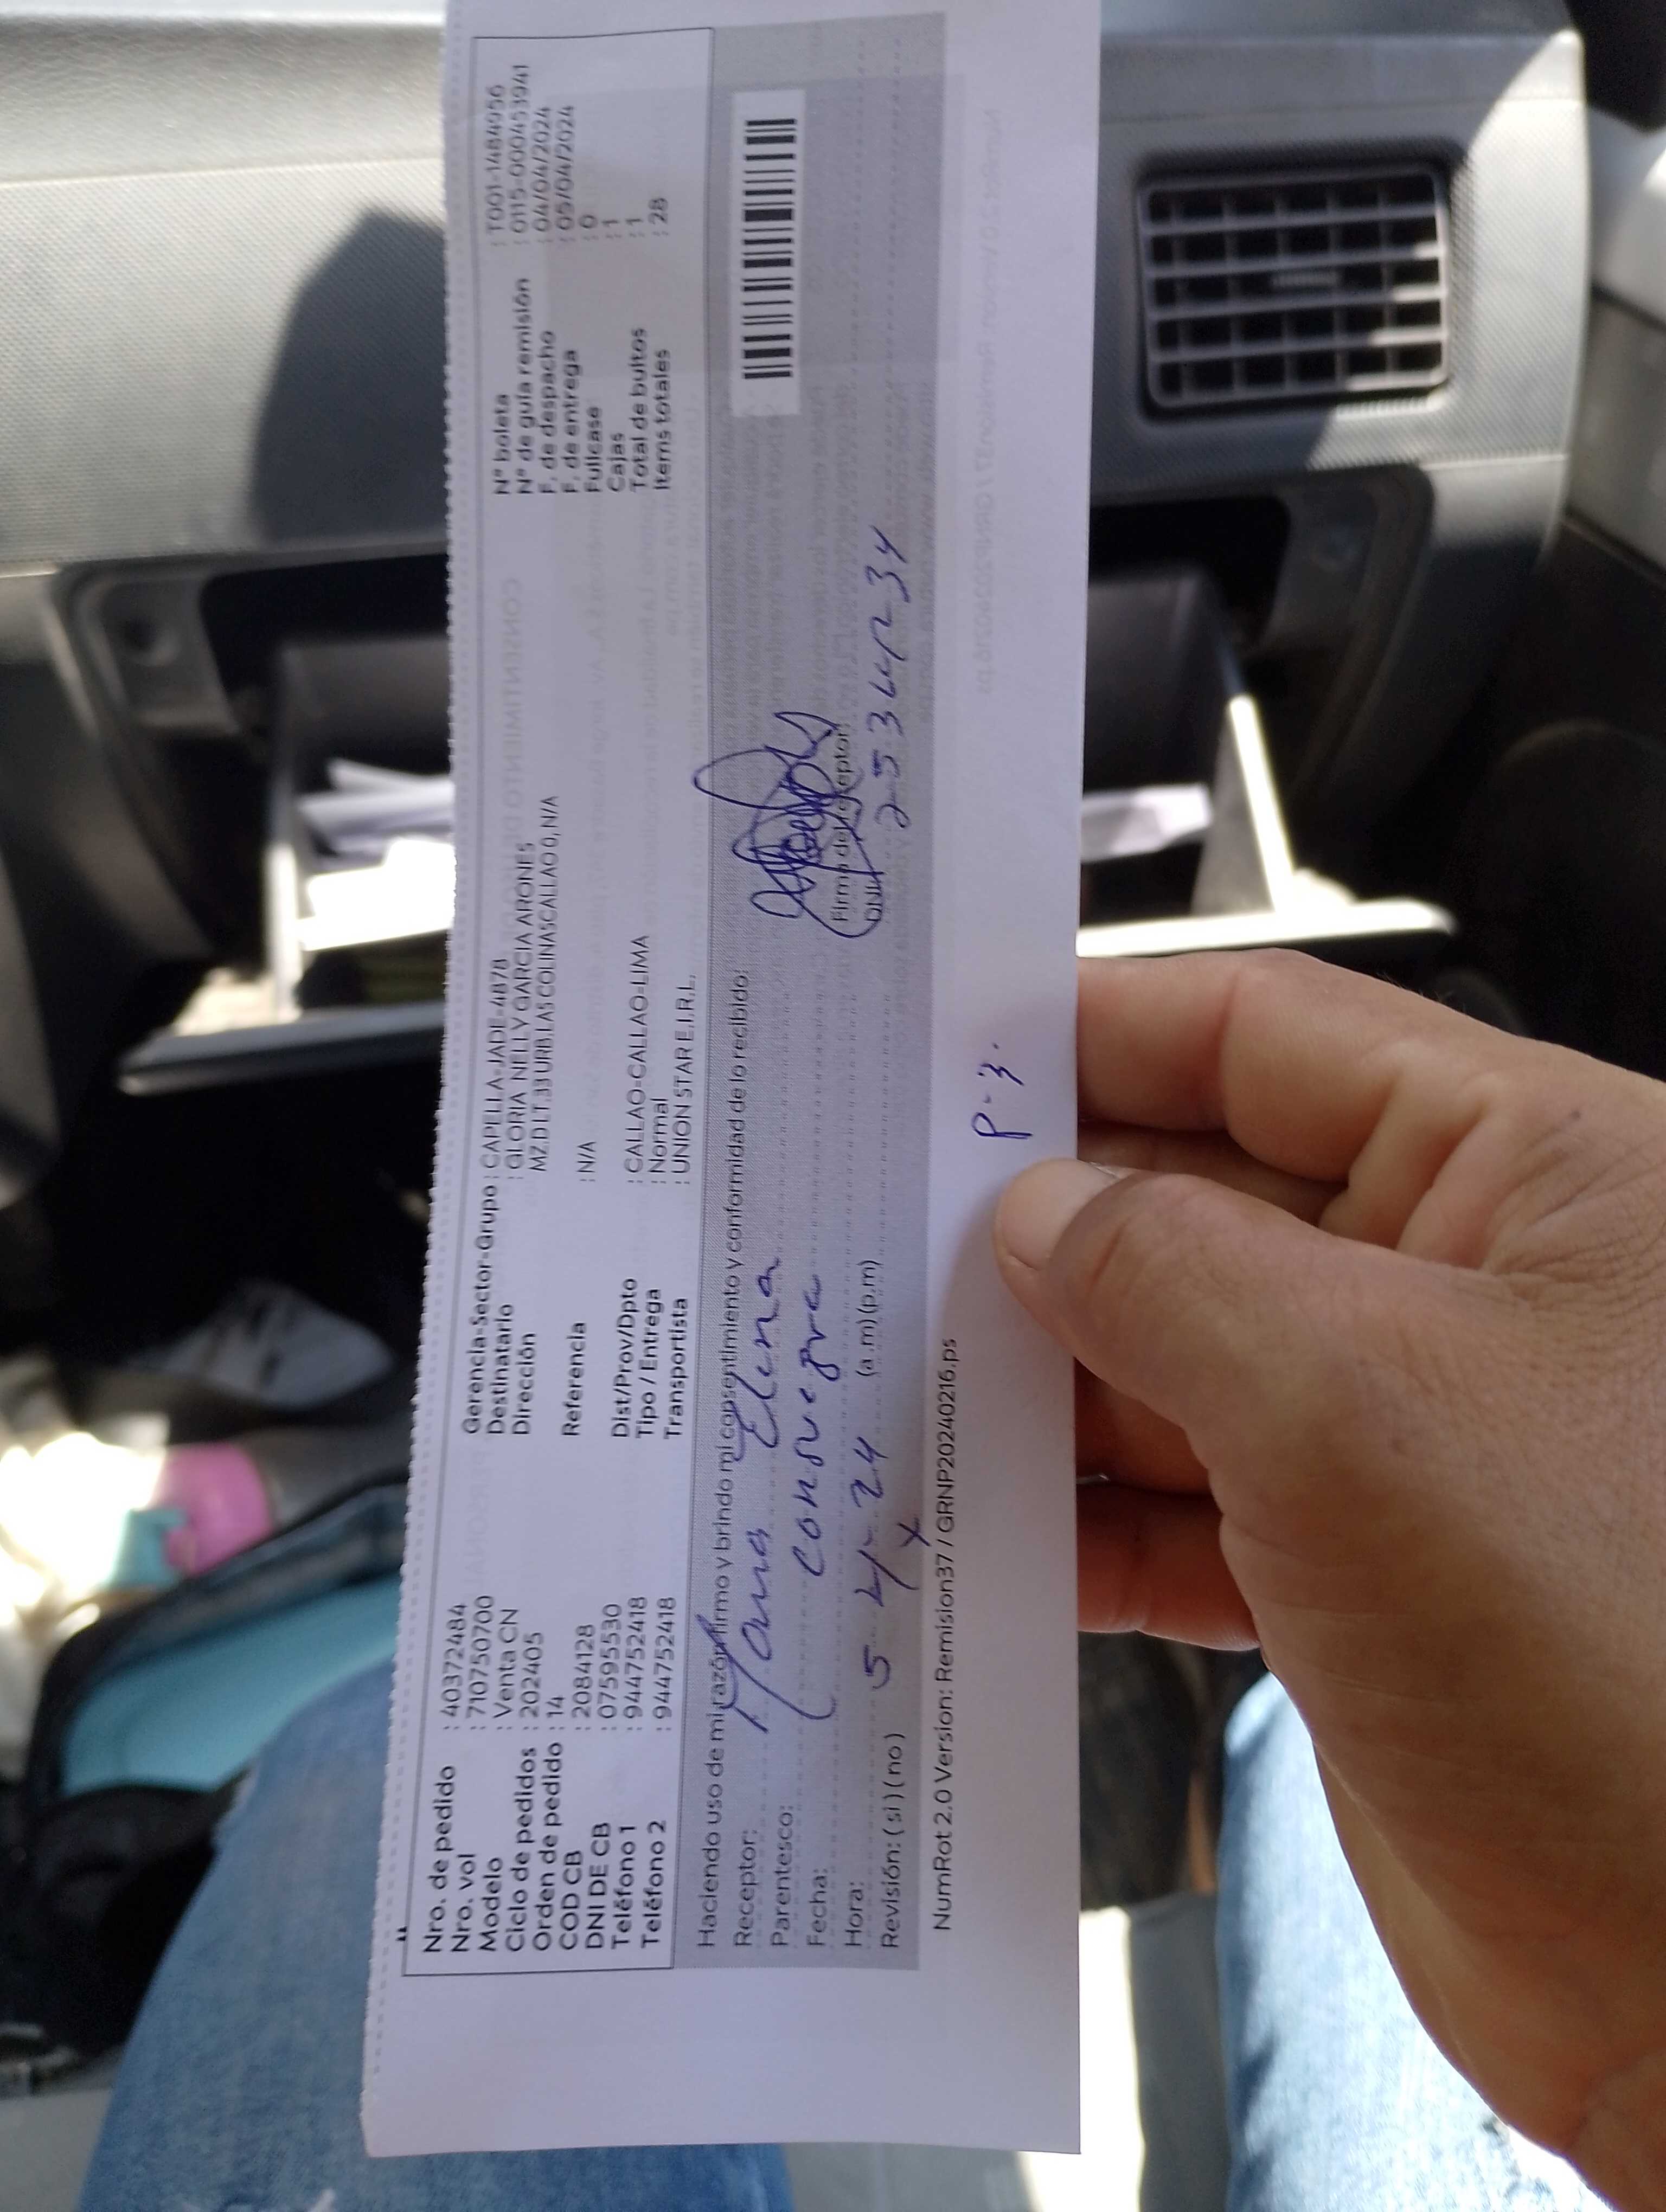 Nro. de pedido : 40372484
Nro. vol : 710750700
Modelo : Venta CN
Ciclo de pedidos : 202405
Orden de pedido : 14
COD CB : 2084128
DNI DE CB : 07595530
Teléfono 1 : 944752418
Teléfono 2 : 944752418
Gerencia-Sector-Grupo : CAPELLA-JADE-4878
Destinatario : GLORIA NELLY GARCIA ARONES
Dirección MZ.D LT.33 URB.LAS COLINAS CALLAO 0, N/A
Referencia : N/A
Dist/Prov/Dpto : CALLAO-CALLAO-LIMA
Tipo / Entrega : Normal
Transportista : UNION STAR E.I.R.L.
N° boleta : T001-1484956
N° de guía remisión : 0115-000453941
F. de despacho : 04/04/2024
F. de entrega : 05/04/2024
Fullcase : 0
Cajas : 1
Total de bultos : 1
Items totales : 28
Haciendo uso de mi razón firmo y brindo mi consentimiento y conformidad de lo recibido:
Receptor: Elena
Parentesco: consuegra
Fecha: 5 4 24
Hora: (a.m)(p.m)
Revisión: ( si ) ( no ) X
(Firma del receptor)
DNI
NumRot 2.0 Version: Remision37 / GRNP20240216.ps
P-3.